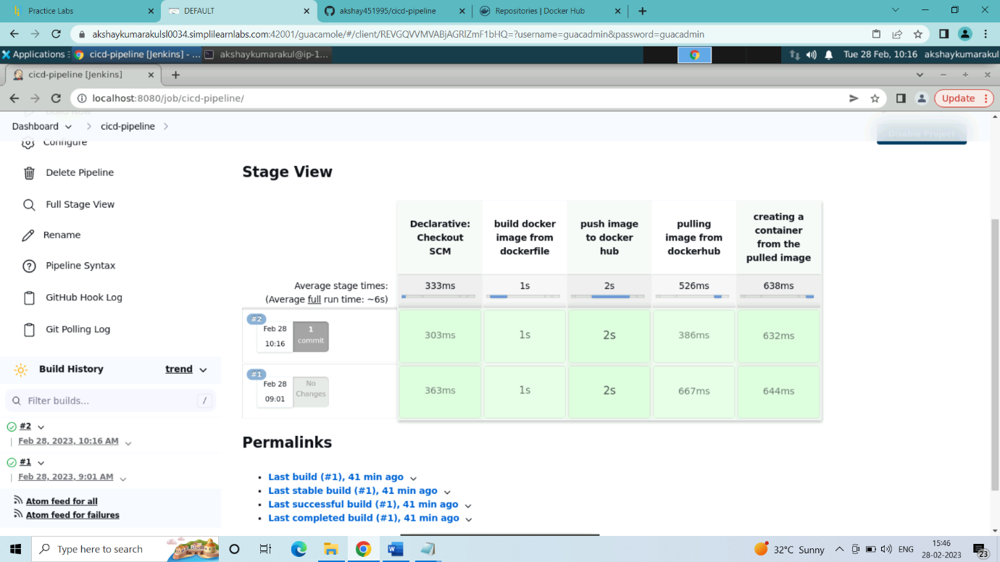 Practice Labs
DEFAULT
akshay451995/cicd-pipeline
Repositories | Docker Hub
akshaykumarakulsl0034.simplilearnlabs.com:42001/guacamole/#/client/REVGQVVMVABjAGRlZmF1bHQ=?username=guacadmin&password=guacadmin
Applications
cicd-pipeline [Jenkins] - ...
akshaykumarakul@ip-1...
Tue 28 Feb, 10:16 akshaykumarakul
cicd-pipeline [Jenkins]
localhost:8080/job/cicd-pipeline/
Update
Build Now
Dashboard
cicd-pipeline
Disable Project
Configure
Delete Pipeline
Full Stage View
Rename
Pipeline Syntax
GitHub Hook Log
Git Polling Log
Build History
trend
Filter builds...
/
#2
Feb 28, 2023, 10:16 AM
#1
Feb 28, 2023, 9:01 AM
Atom feed for all
Atom feed for failures
Stage View
Declarative:
Checkout
SCM
build docker
image from
dockerfile
push image
to docker
hub
pulling
image from
dockerhub
creating a
container
from the
pulled image
Average stage times:
(Average full run time: ~6s)
333ms
1s
2s
526ms
638ms
#2
Feb 28
10:16
1
commit
303ms
1s
2s
386ms
632ms
#1
Feb 28
09:01
No
Changes
363ms
1s
2s
667ms
644ms
Permalinks
Last build (#1), 41 min ago
Last stable build (#1), 41 min ago
Last successful build (#1), 41 min ago
Last completed build (#1), 41 min ago
Type here to search
32°C Sunny
ENG
15:46
28-02-2023
23